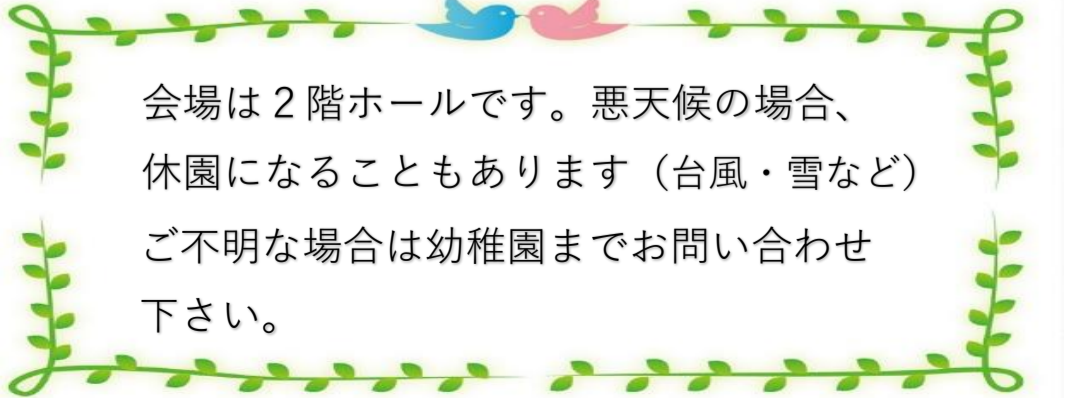 会場は２階ホールです。悪天候の場合、
休園になることもあります（台風・雪など）
ご不明な場合は幼稚園までお問い合わせ
下さい。